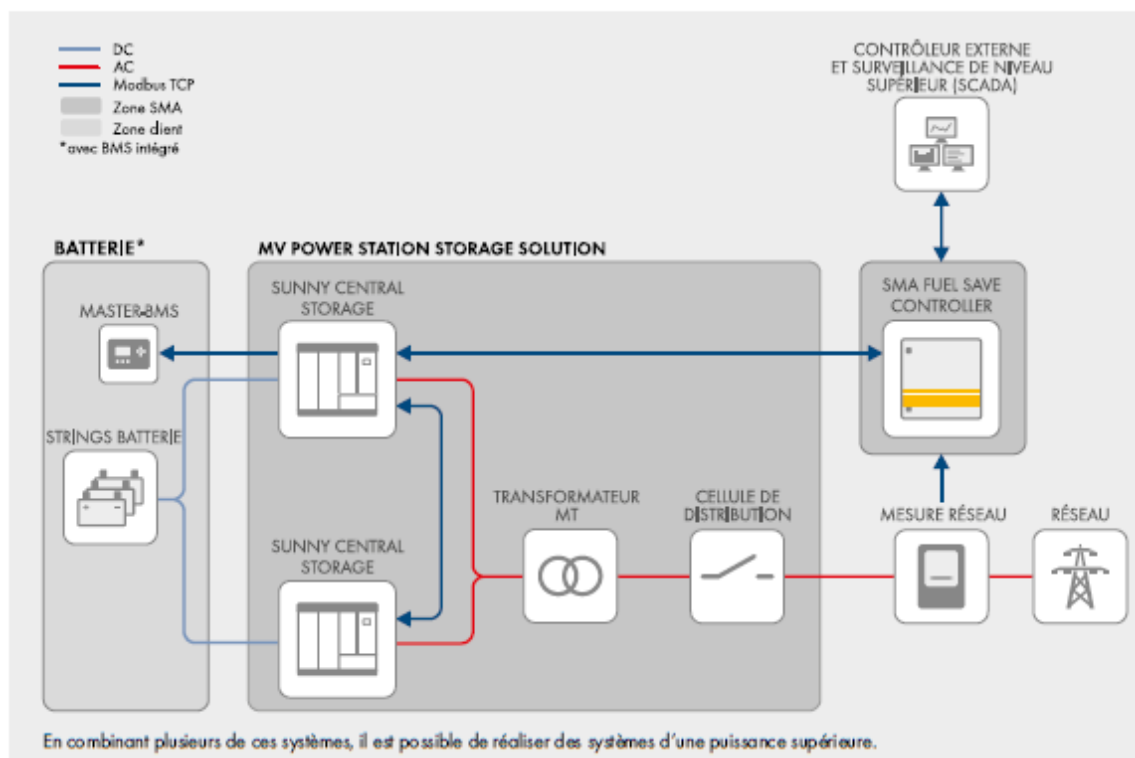 DC
AC
Modbus TCP
Zone SMA
Zone client
*avec BMS intégré
CONTRÔLEUR EXTERNE
ET SURVEILLANCE DE NIVEAU
SUPÉRIEUR (SCADA)
BATTERIE*
MV POWER STATION STORAGE SOLUTION
MASTER-BMS
SUNNY CENTRAL
STORAGE
SMA FUEL SAVE
CONTROLLER
STRINGS BATTERIE
SUNNY CENTRAL
STORAGE
TRANSFORMATEUR
MT
CELLULE DE
DISTRIBUTION
MESURE RÉSEAU
RÉSEAU
En combinant plusieurs de ces systèmes, il est possible de réaliser des systèmes d'une puissance supérieure.